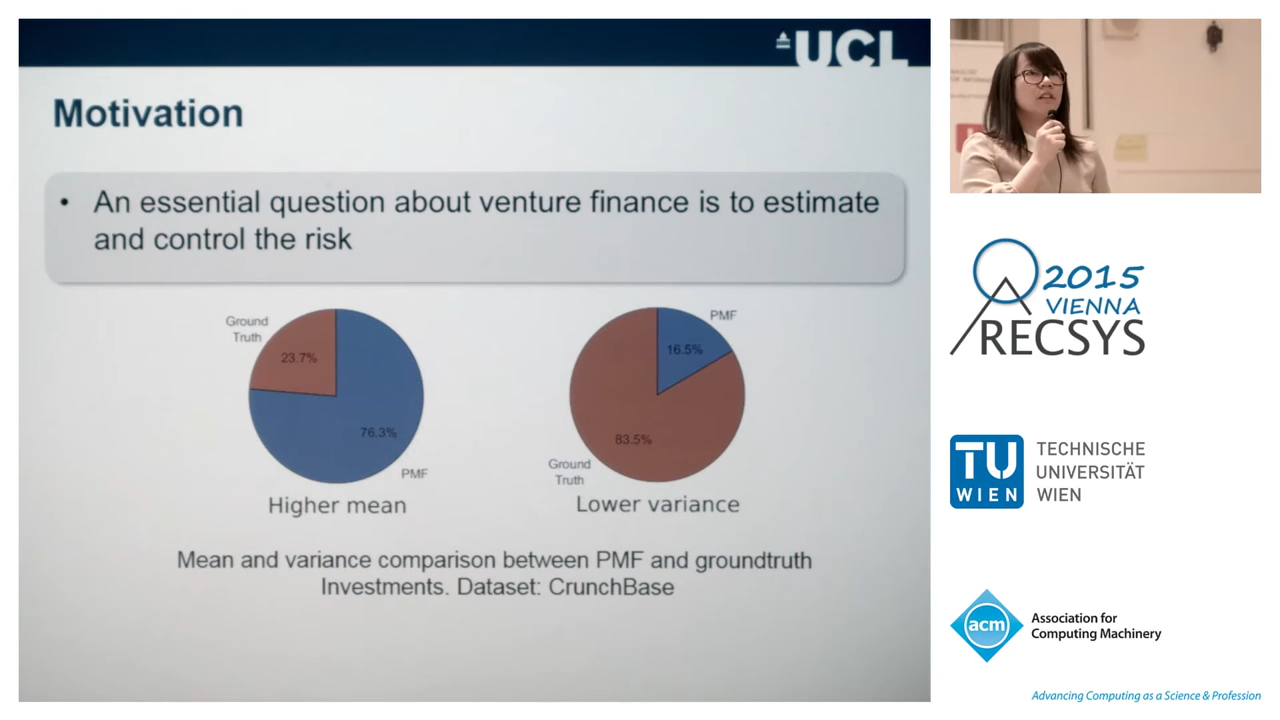 UCL
Motivation
• An essential question about venture finance is to estimate
and control the risk
Ground
Truth
23.7%
76.3%
PMF
Higher mean
PMF
16.5%
83.5%
Ground
Truth
Lower variance
Mean and variance comparison between PMF and groundtruth
Investments. Dataset: CrunchBase
2015
VIENNA
RECSYS
TU
WIEN
TECHNISCHE
UNIVERSITÄT
WIEN
acm
Association for
Computing Machinery
Advancing Computing as a Science & Profession